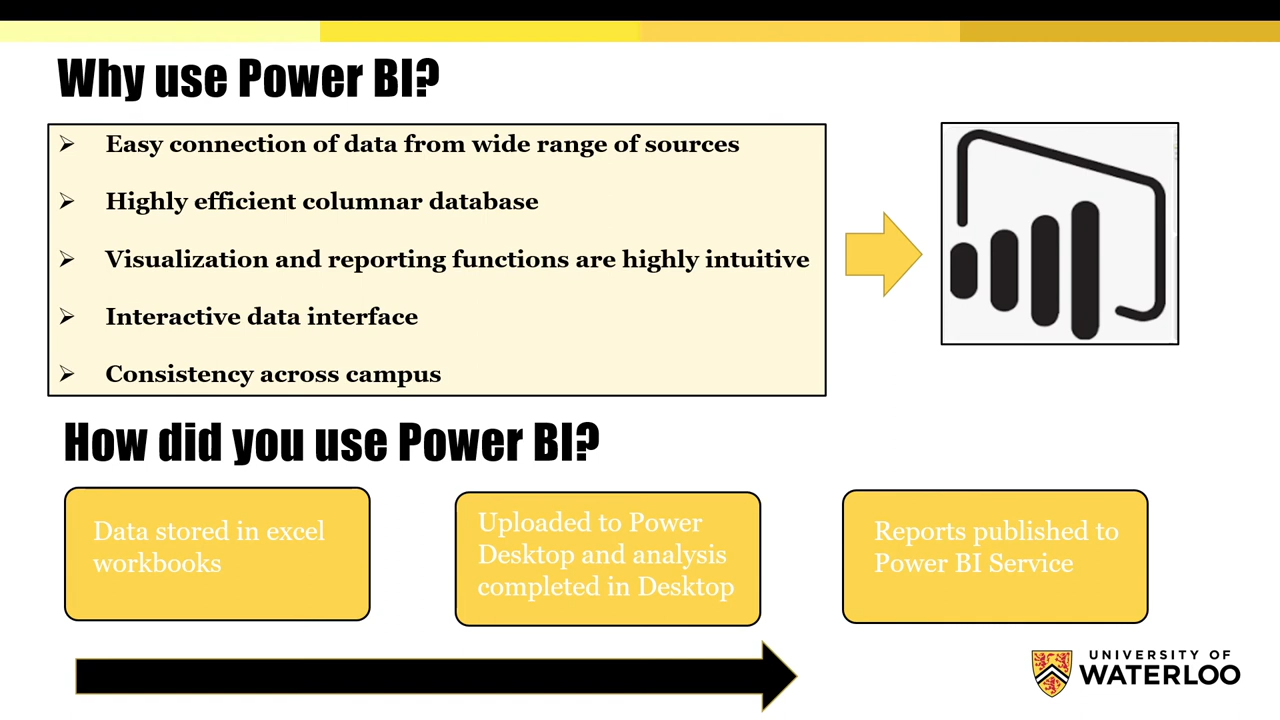 Why use Power BI?
Easy connection of data from wide range of sources
Highly efficient columnar database
Visualization and reporting functions are highly intuitive
Interactive data interface
Consistency across campus
How did you use Power BI?
Data stored in excel
workbooks
Uploaded to Power
Desktop and analysis
completed in Desktop
Reports published to
Power BI Service
UNIVERSITY OF
WATERLOO